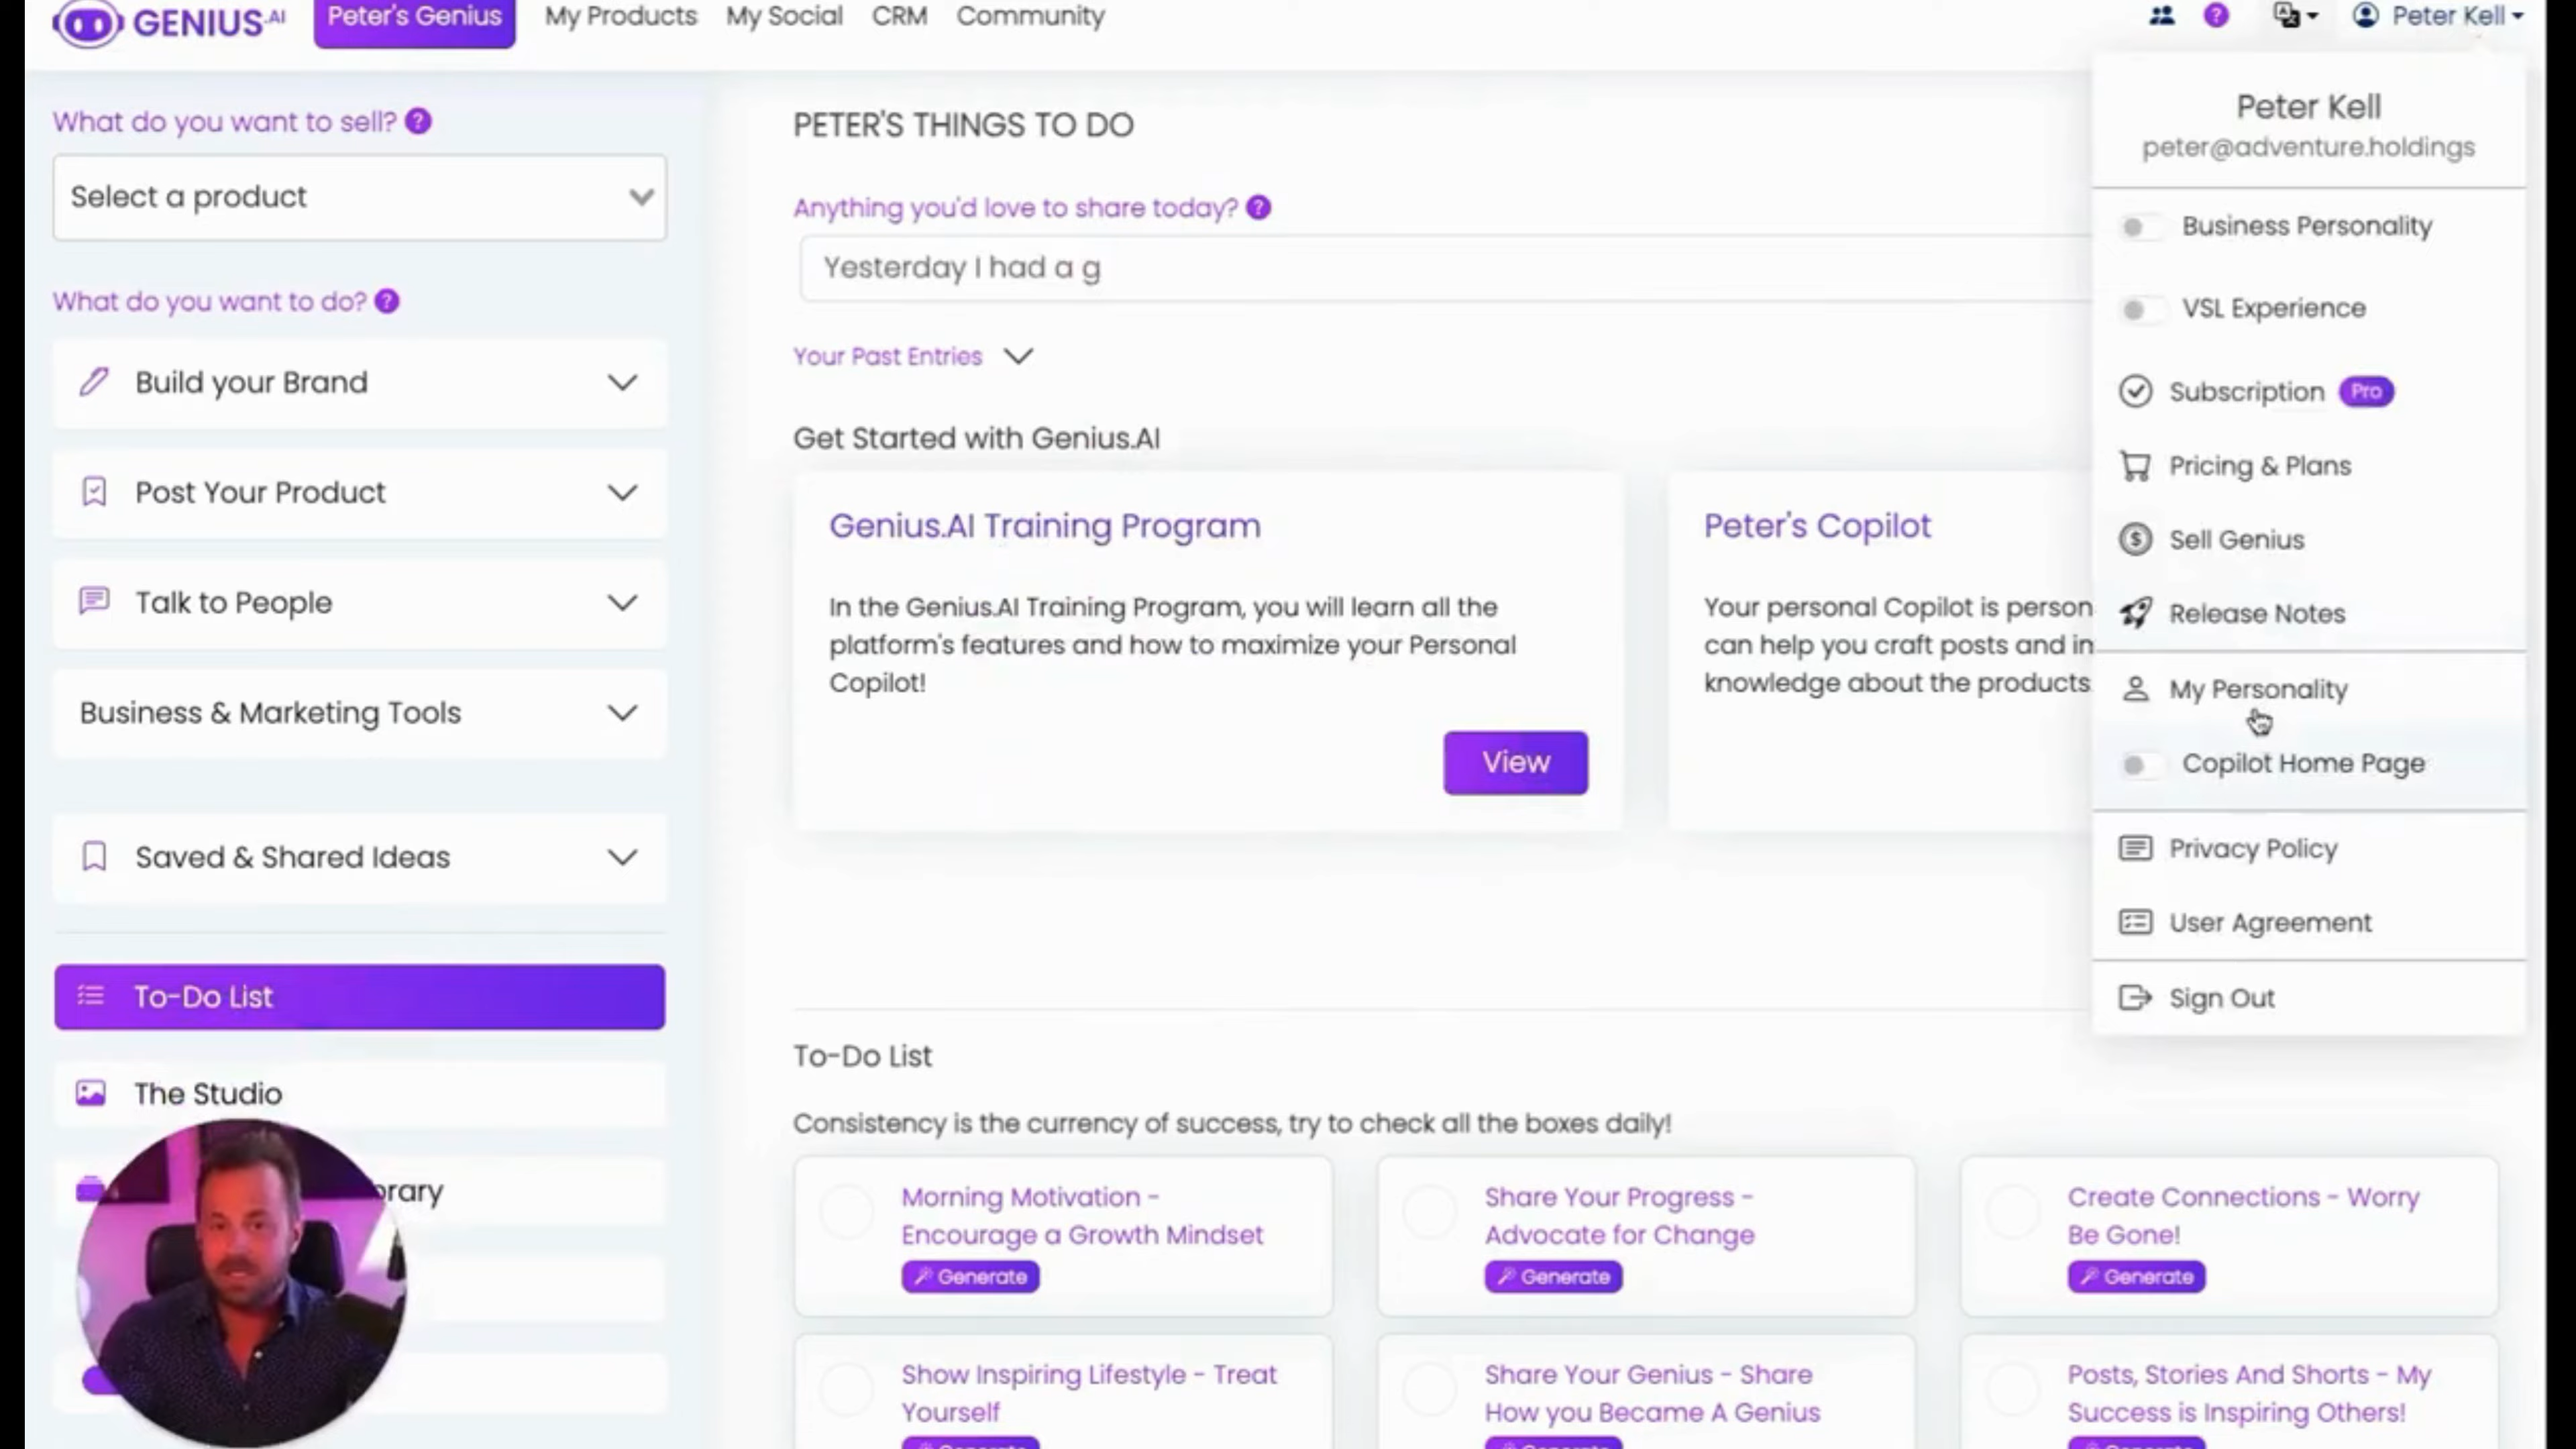 GENIUS.AI
Peter's Genius
My Products
My Social
CRM
Community
Peter Kell
What do you want to sell?
Select a product
What do you want to do?
Build your Brand
Post Your Product
Talk to People
Business & Marketing Tools
Saved & Shared Ideas
To-Do List
The Studio
PETER'S THINGS TO DO
Anything you'd love to share today?
Yesterday I had a g
Your Past Entries
Get Started with Genius.AI
Genius.AI Training Program
In the Genius.AI Training Program, you will learn all the
platform's features and how to maximize your Personal
Copilot!
View
Peter's Copilot
Your personal Copilot is person
can help you craft posts and in
knowledge about the products
To-Do List
Consistency is the currency of success, try to check all the boxes daily!
Morning Motivation -
Encourage a Growth Mindset
Generate
Share Your Progress -
Advocate for Change
Generate
Create Connections - Worry
Be Gone!
Generate
Show Inspiring Lifestyle - Treat
Yourself
Generate
Share Your Genius - Share
How you Became A Genius
Generate
Posts, Stories And Shorts - My
Success is Inspiring Others!
Generate
Peter Kell
peter@adventure.holdings
Business Personality
VSL Experience
Subscription Pro
Pricing & Plans
Sell Genius
Release Notes
My Personality
Copilot Home Page
Privacy Policy
User Agreement
Sign Out